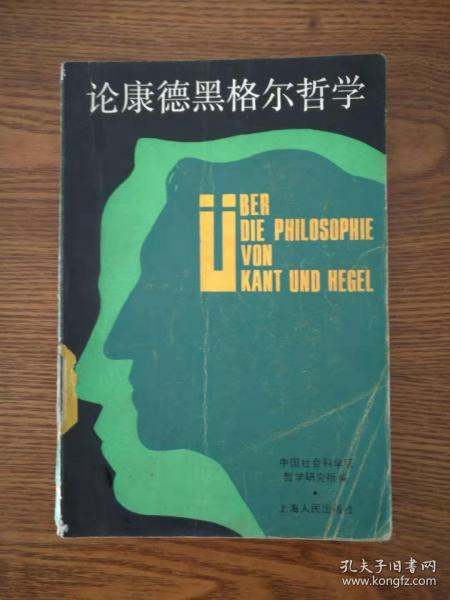 论康德黑格尔哲学
ÜBER
DIE PHILOSOPHIE
VON
KANT UND HEGEL
中国社会科学院
哲学研究所编
上海人民出版社
孔夫子旧书网
www.kongfz.com